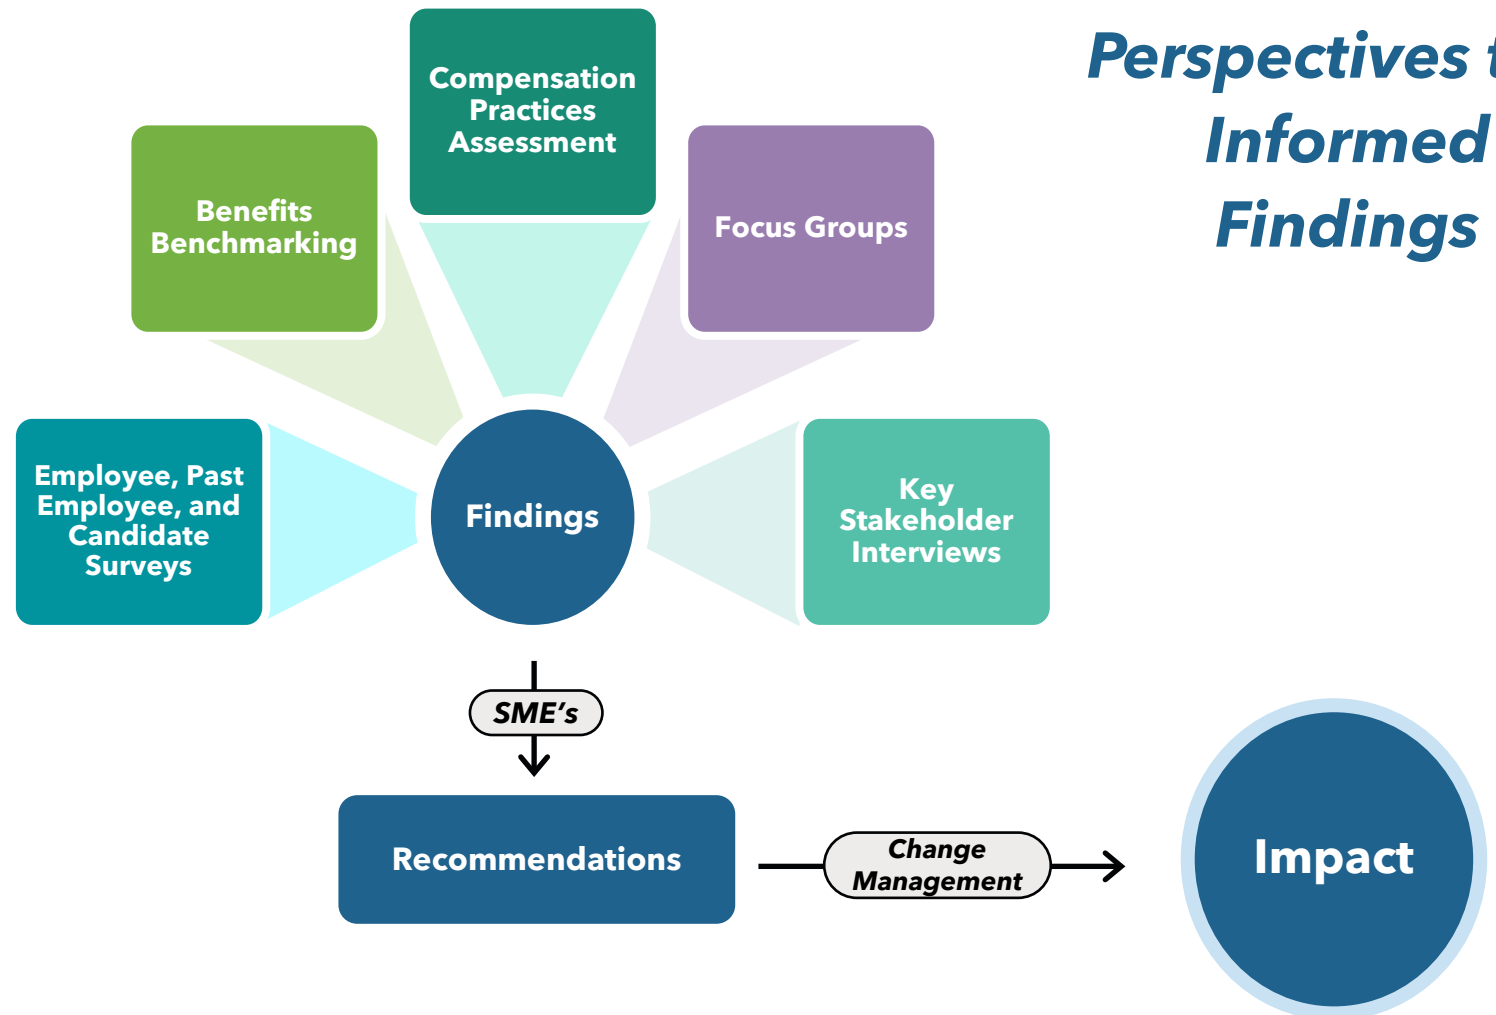 Perspectives t
Informed
Findings
Compensation
Practices
Assessment
Benefits
Benchmarking
Focus Groups
Employee, Past
Employee, and
Candidate
Surveys
Findings
Key
Stakeholder
Interviews
SME's
Recommendations
Change
Management
Impact